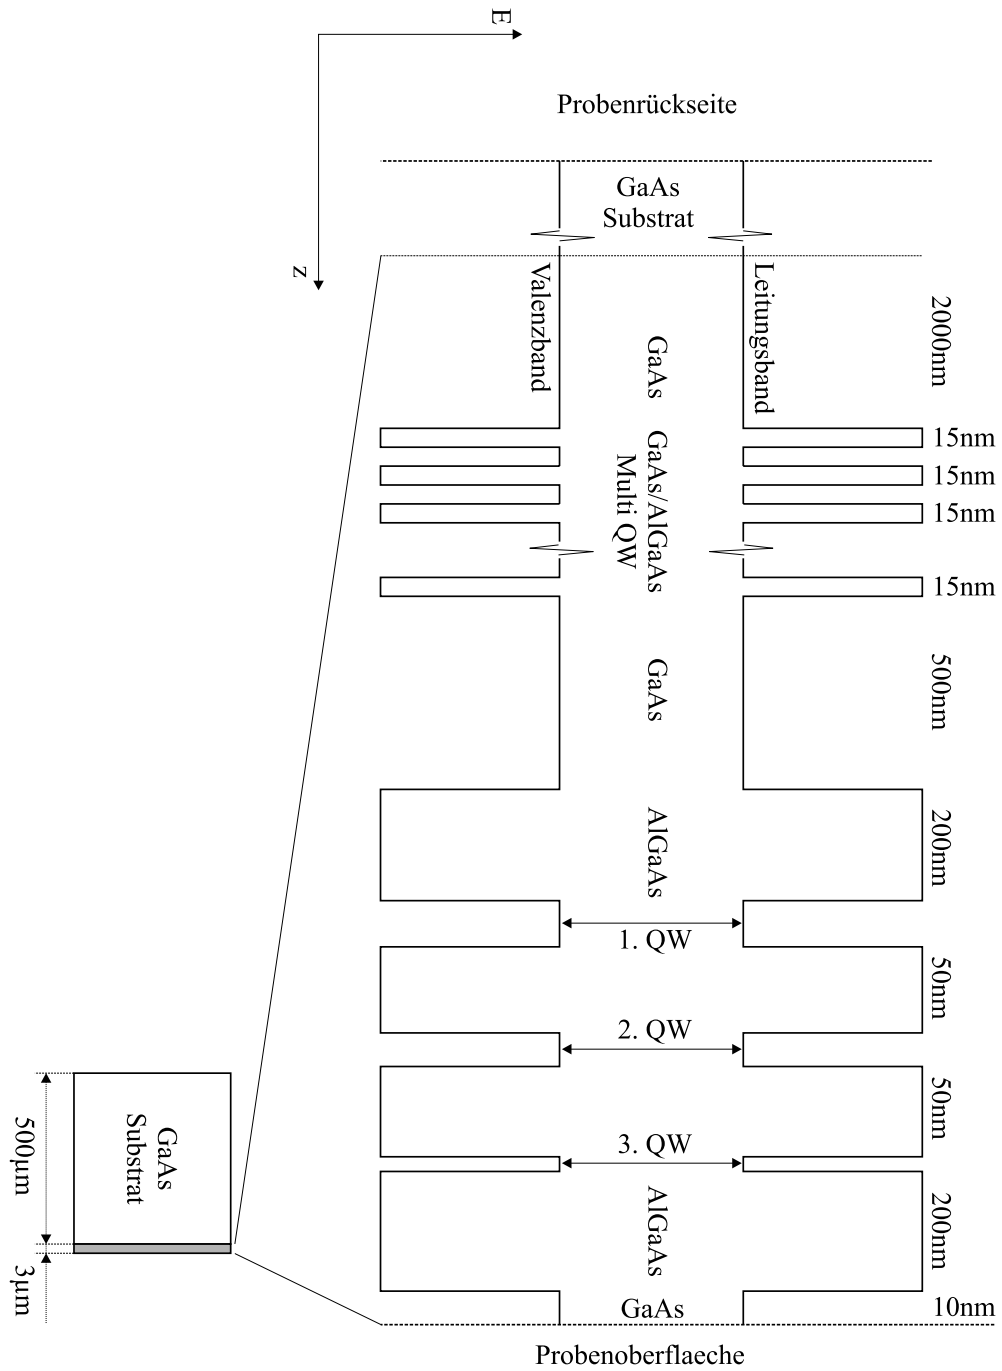 E
z
Probenrückseite
GaAs
Substrat
Valenzband
Leitungsband
2000nm
GaAs
GaAs/AlGaAs
Multi QW
15nm
15nm
15nm
15nm
GaAs
500nm
AlGaAs
200nm
1. QW
50nm
2. QW
50nm
3. QW
AlGaAs
200nm
GaAs
10nm
Probenoberflaeche
GaAs
Substrat
500µm
3µm